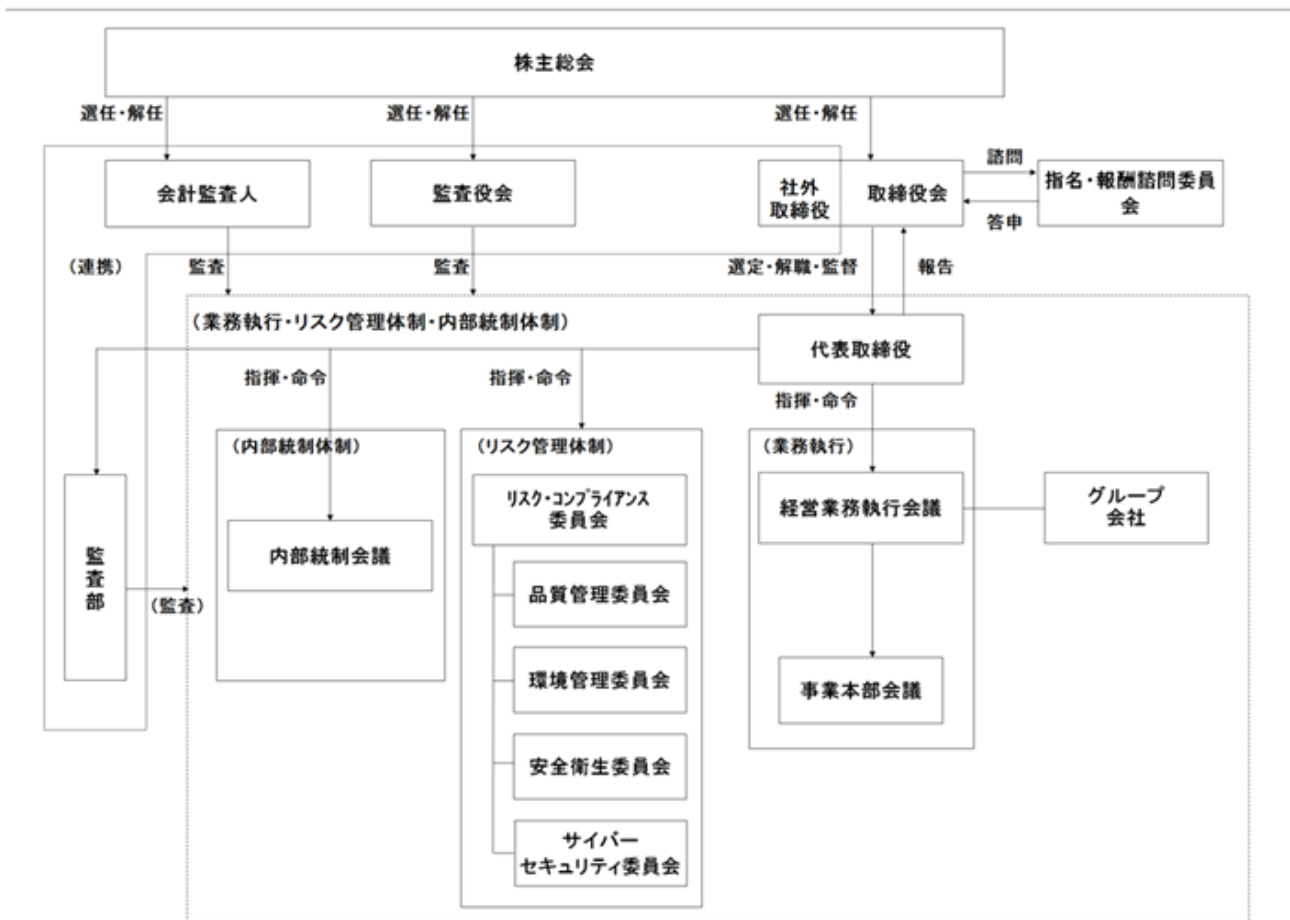 株主総会
選任・解任
選任・解任
選任・解任
会計監査人
監査役会
社外
取締役
取締役会
諮問
答申
指名・報酬諮問委員
会
(連携)
監査
監査
選定・解職・監督
報告
(業務執行・リスク管理体制・内部統制体制)
代表取締役
指揮・命令
指揮・命令
指揮・命令
(内部統制体制)
(リスク管理体制)
(業務執行)
監査部
(監査)
内部統制会議
リスク・コンプライアンス
委員会
品質管理委員会
環境管理委員会
安全衛生委員会
サイバー
セキュリティ委員会
経営業務執行会議
事業本部会議
グループ
会社